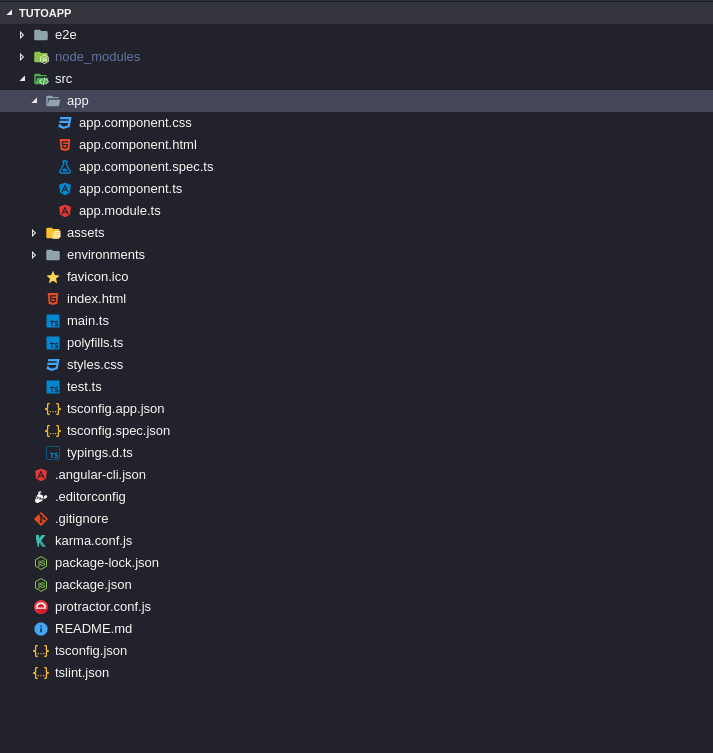 TUTOAPP
e2e
node_modules
src
app
app.component.css
app.component.html
app.component.spec.ts
app.component.ts
app.module.ts
assets
environments
favicon.ico
index.html
main.ts
polyfills.ts
styles.css
test.ts
tsconfig.app.json
tsconfig.spec.json
typings.d.ts
.angular-cli.json
.editorconfig
.gitignore
karma.conf.js
package-lock.json
package.json
protractor.conf.js
README.md
tsconfig.json
tslint.json